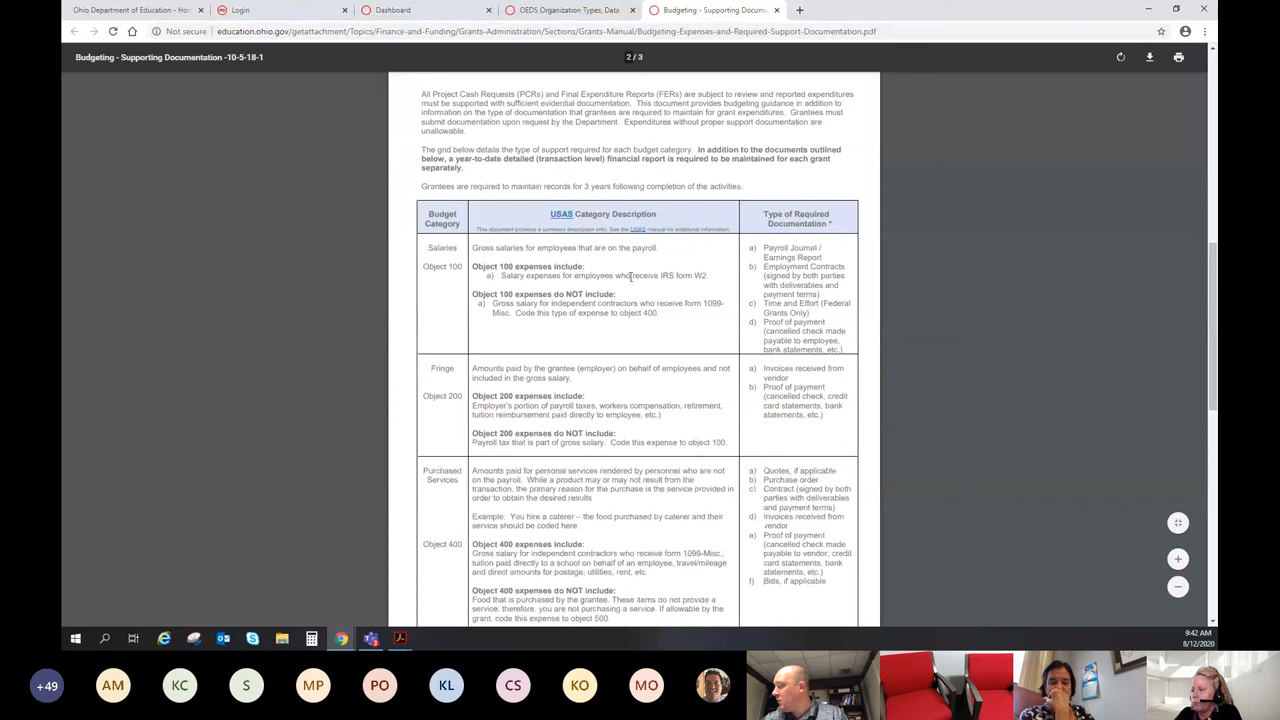 Ohio Department of Education - Ho
Login
Dashboard
OEDS Organization Types, Data
Budgeting - Supporting Docum
Not secure
education.ohio.gov/getattachment/Topics/Finance-and-Funding/Grants-Administration/Sections/Grants-Manual/Budgeting-Expenses-and-Required-Support-Documentation.pdf
Budgeting - Supporting Documentation -10-5-18-1
2 / 3
All Project Cash Requests (PCRs) and Final Expenditure Reports (FERs) are subject to review and reported expenditures
must be supported with sufficient evidential documentation. This document provides budgeting guidance in addition to
information on the type of documentation that grantees are required to maintain for grant expenditures. Grantees must
submit documentation upon request by the Department. Expenditures without proper support documentation are
unallowable.
The grid below details the type of support required for each budget category. In addition to the documents outlined
below, a year-to-date detailed (transaction level) financial report is required to be maintained for each grant
separately.
Grantees are required to maintain records for 3 years following completion of the activities.
Budget
Category
USAS Category Description
This document provides a summary description only. See the USAS manual for additional information.
Type of Required
Documentation *
Salaries
Object 100
Gross salaries for employees that are on the payroll.
Object 100 expenses include:
a) Salary expenses for employees who receive IRS form W2.
Object 100 expenses do NOT include:
a) Gross salary for independent contractors who receive form 1099-
Misc. Code this type of expense to object 400.
a) Payroll Journal /
Earnings Report
b) Employment Contracts
(signed by both parties
with deliverables and
payment terms)
c) Time and Effort (Federal
Grants Only)
d) Proof of payment
(cancelled check made
payable to employee,
bank statements, etc.)
Fringe
Object 200
Amounts paid by the grantee (employer) on behalf of employees and not
included in the gross salary.
Object 200 expenses include:
Employer's portion of payroll taxes, workers compensation, retirement,
tuition reimbursement paid directly to employee, etc.)
Object 200 expenses do NOT include:
Payroll tax that is part of gross salary. Code this expense to object 100.
a) Invoices received from
vendor
b) Proof of payment
(cancelled check, credit
card statements, bank
statements, etc.)
Purchased
Services
Object 400
Amounts paid for personal services rendered by personnel who are not
on the payroll. While a product may or may not result from the
transaction, the primary reason for the purchase is the service provided in
order to obtain the desired results
Example. You hire a caterer – the food purchased by caterer and their
service should be coded here.
Object 400 expenses include:
Gross salary for independent contractors who receive form 1099-Misc.,
tuition paid directly to a school on behalf of an employee, travel/mileage
and direct amounts for postage, utilities, rent, etc.
Object 400 expenses do NOT include:
Food that is purchased by the grantee. These items do not provide a
service; therefore, you are not purchasing a service. If allowable by the
grant, code this expense to object 500.
a) Quotes, if applicable
b) Purchase order
c) Contract (signed by both
parties with deliverables
and payment terms)
d) Invoices received from
vendor
e) Proof of payment
(cancelled check made
payable to vendor, credit
card statements, bank
statements, etc.)
f) Bids, if applicable
9:42 AM
8/12/2020
+49
AM
KC
S
MP
PO
KL
CS
KO
MO